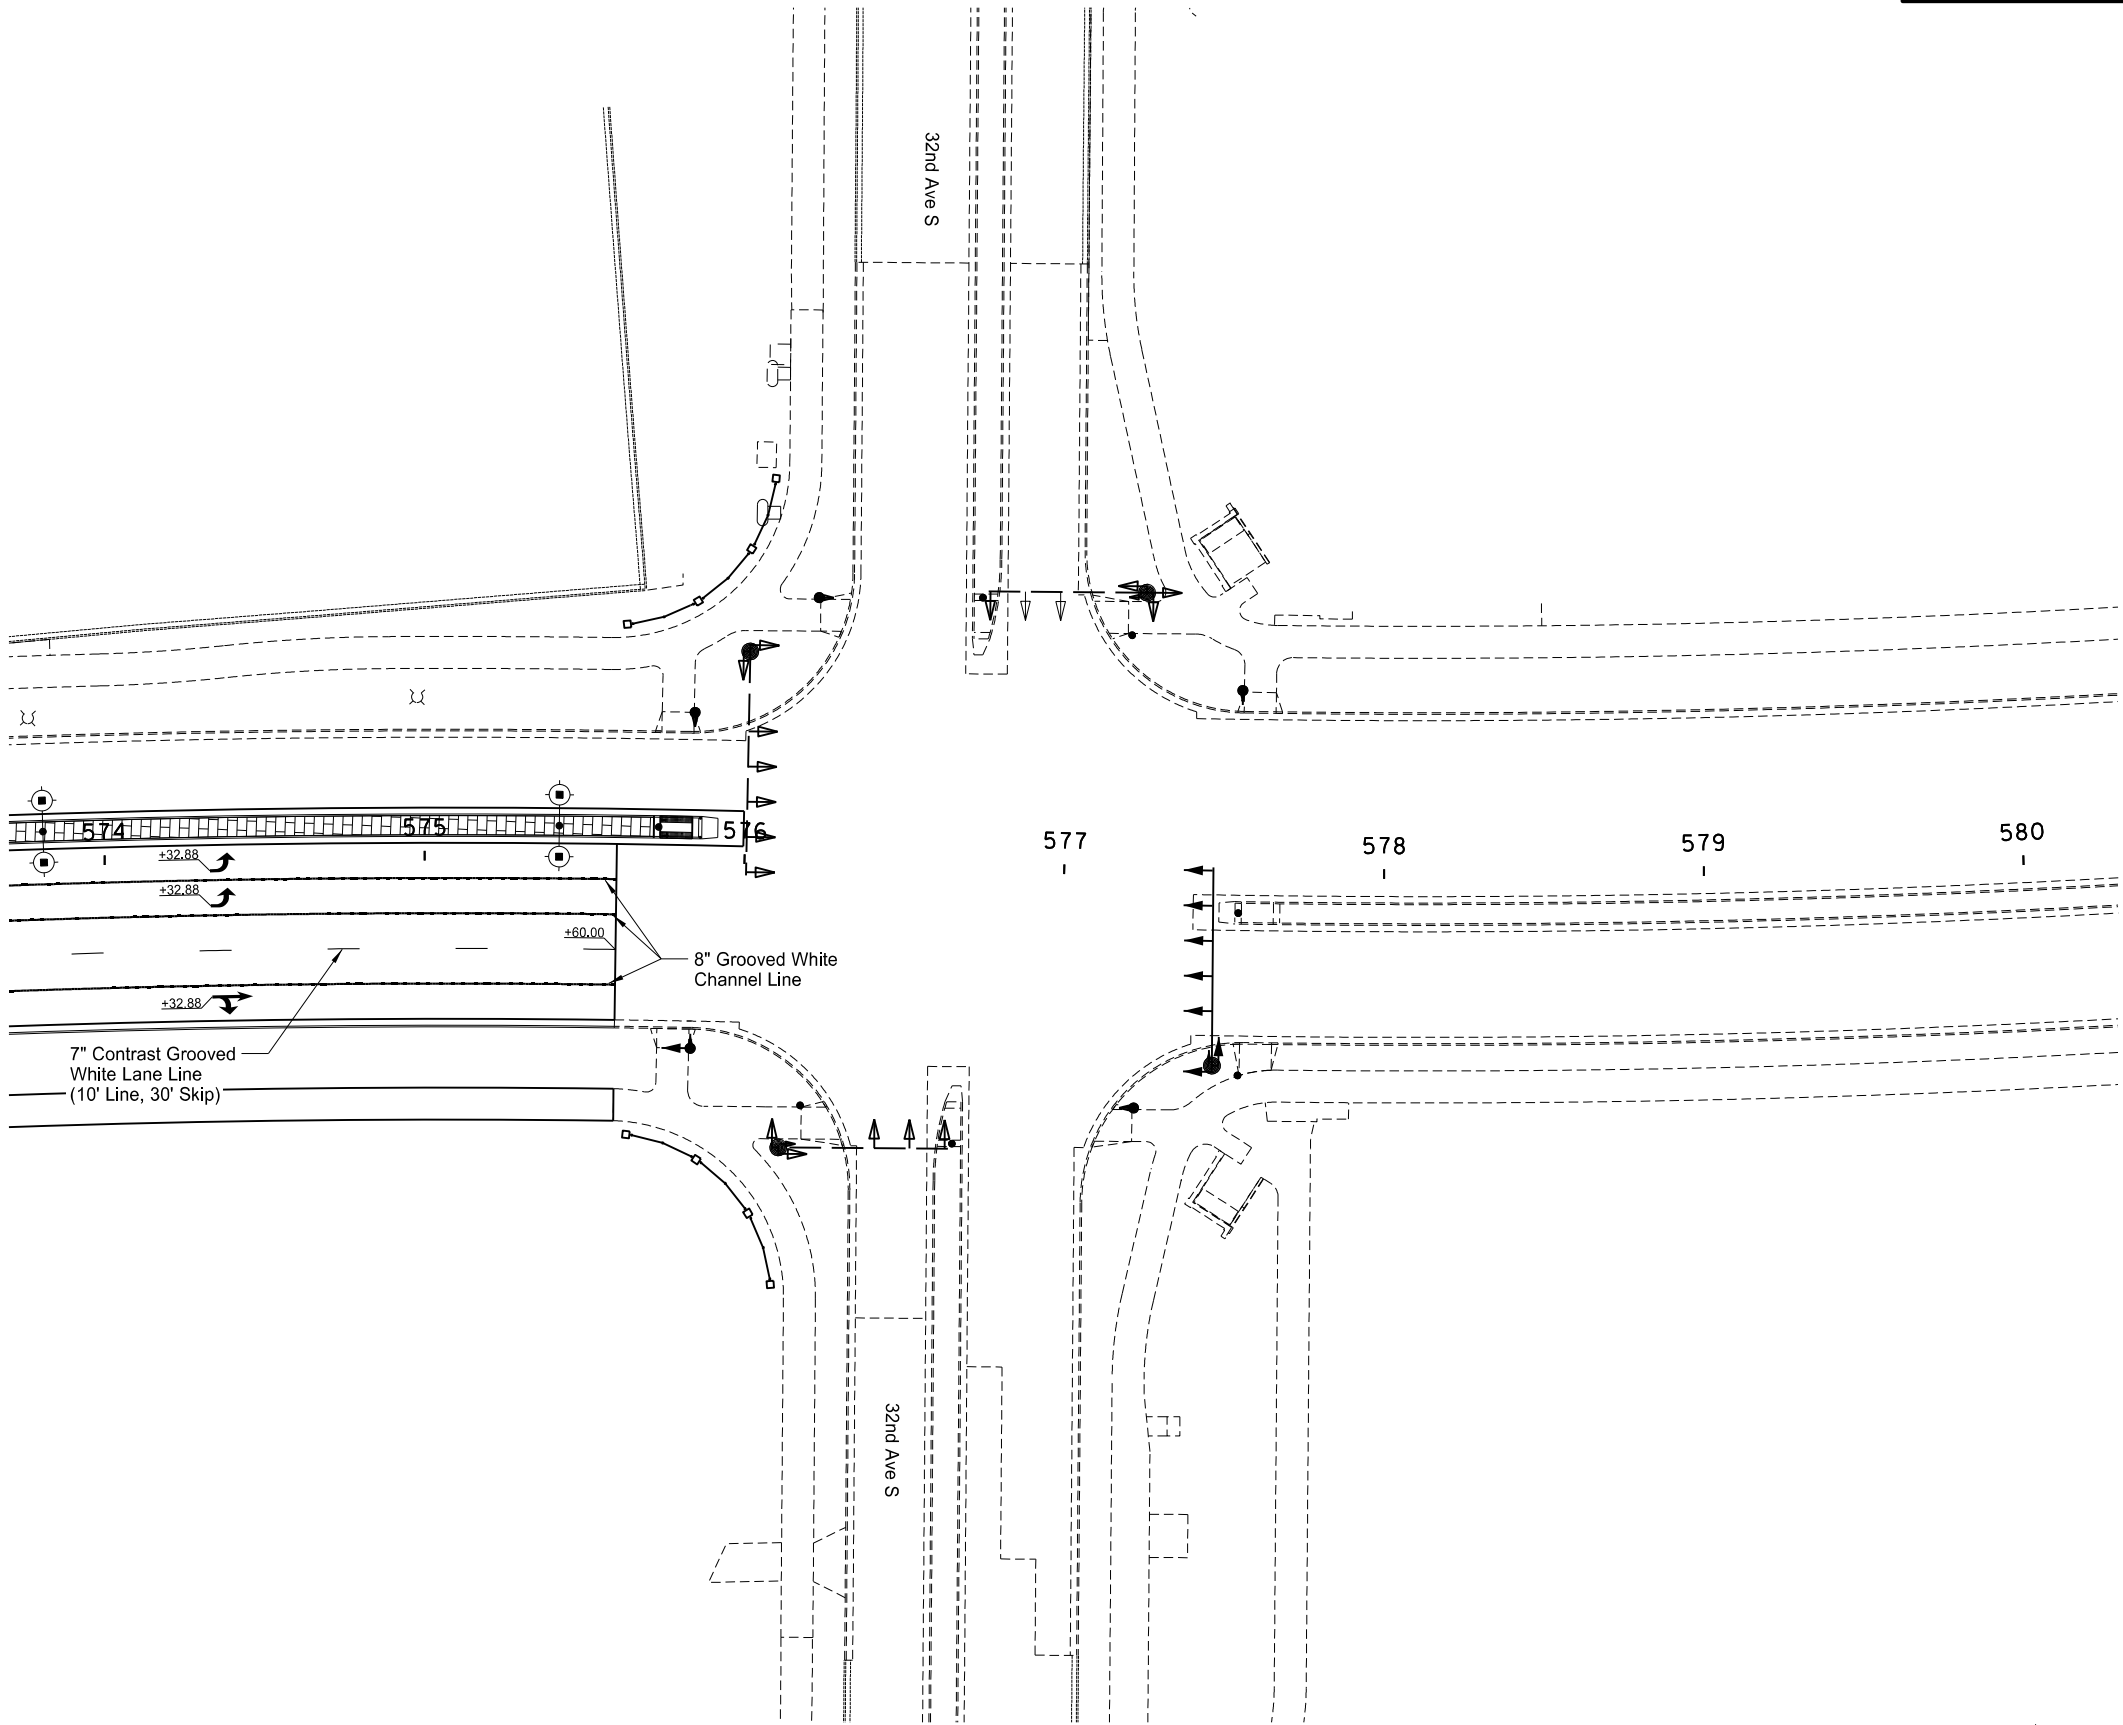 32nd Ave S
574
575
576
577
578
579
580
+32.88
+32.88
+60.00
+32.88
8" Grooved White
Channel Line
7" Contrast Grooved
White Lane Line
(10' Line, 30' Skip)
32nd Ave S